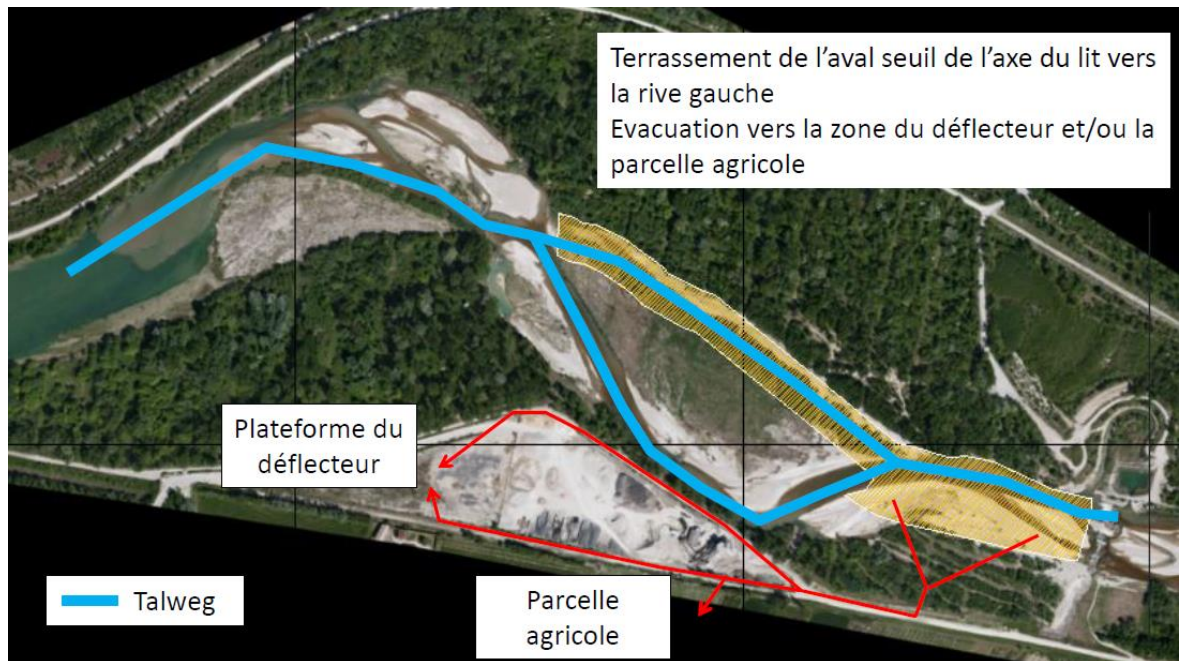 Terrassement de l’aval seuil de l’axe du lit vers
la rive gauche
Evacuation vers la zone du déflecteur et/ou la
parcelle agricole
Plateforme du
déflecteur
Talweg
Parcelle
agricole